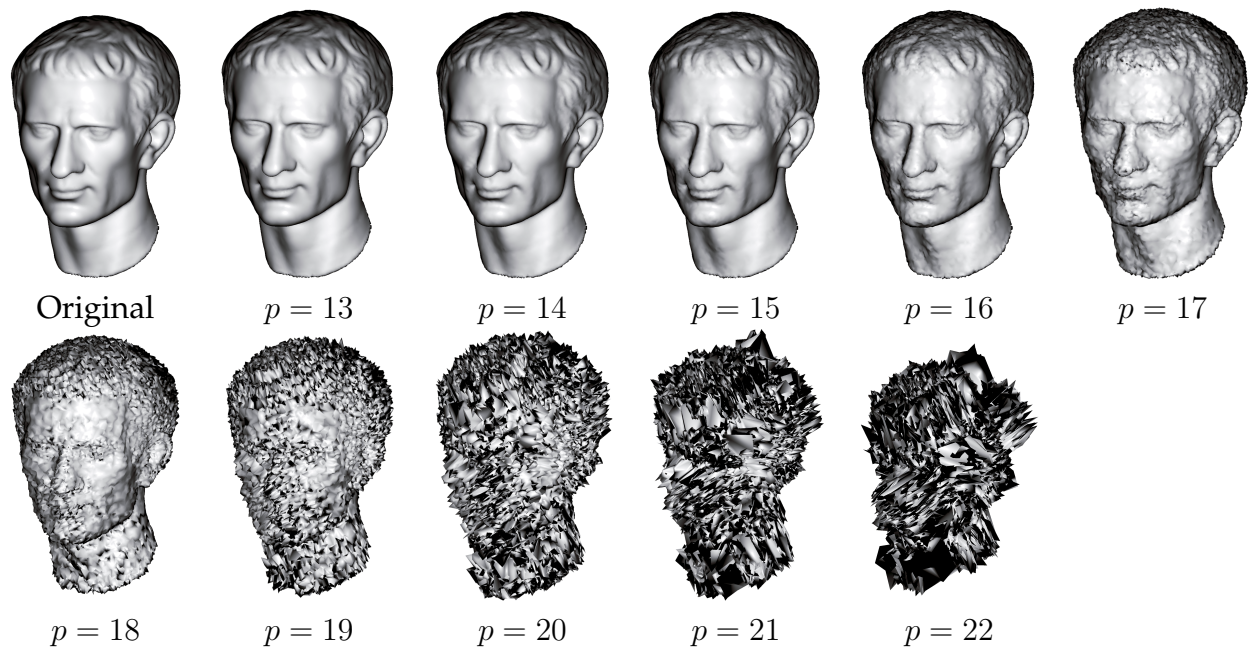 Original p = 13 p = 14 p = 15 p = 16 p = 17
p = 18 p = 19 p = 20 p = 21 p = 22